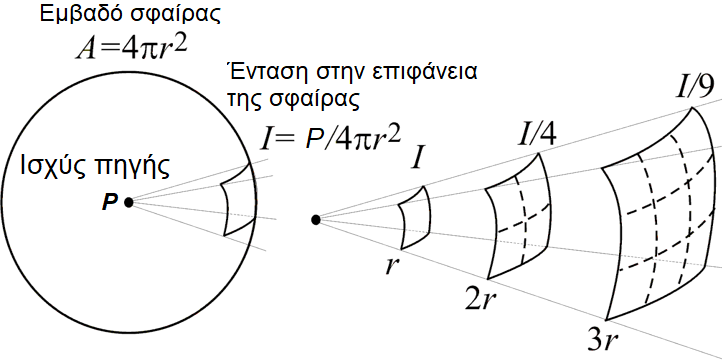 Εμβαδό σφαίρας
A=4πr²
Ένταση στην επιφάνεια
της σφαίρας
I= P/4πr²
Ισχύς πηγής
P
I
I/4
I/9
r
2r
3r